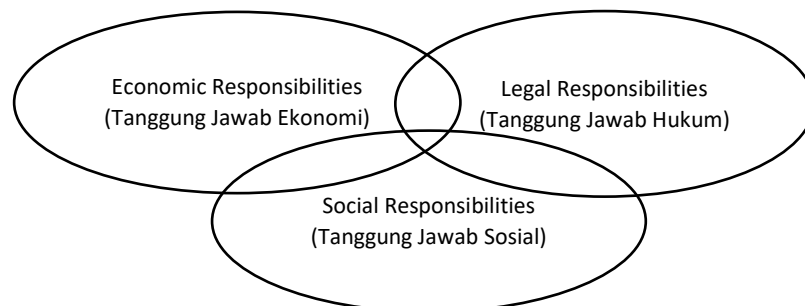 Economic Responsibilities
(Tanggung Jawab Ekonomi)
Legal Responsibilities
(Tanggung Jawab Hukum)
Social Responsibilities
(Tanggung Jawab Sosial)